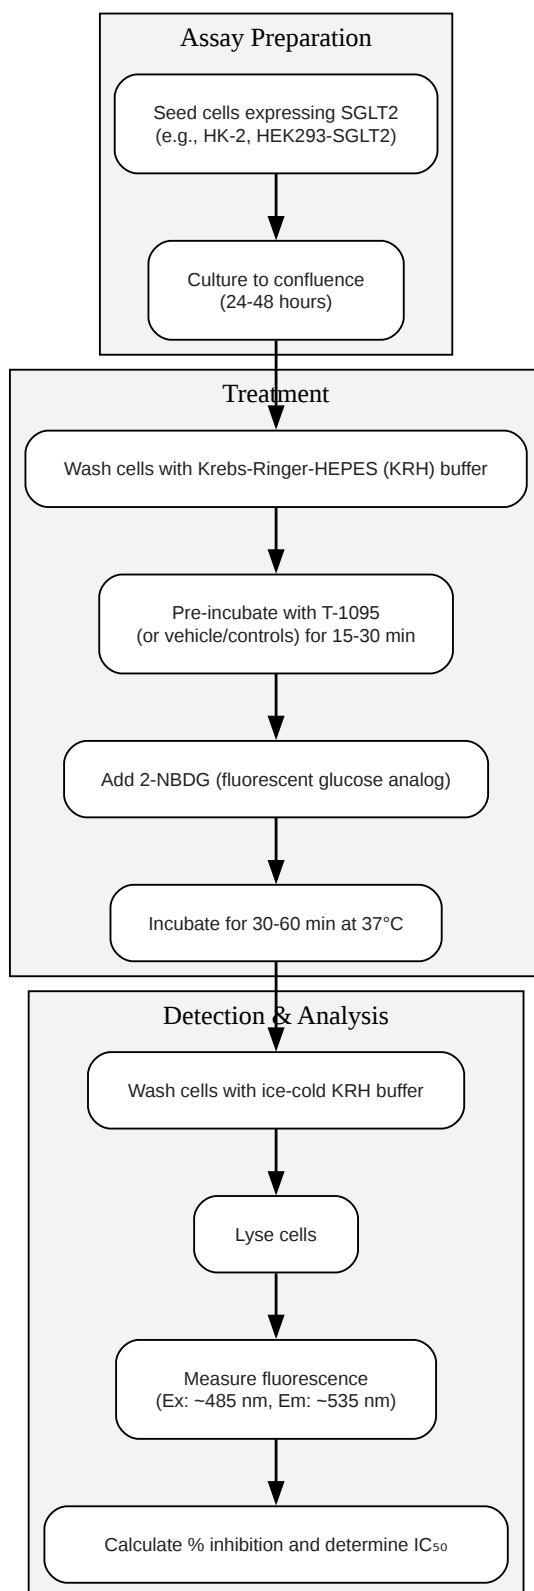 Assay Preparation
Seed cells expressing SGLT2
(e.g., HK-2, HEK293-SGLT2)
Culture to confluence
(24-48 hours)
Treatment
Wash cells with Krebs-Ringer-HEPES (KRH) buffer
Pre-incubate with T-1095
(or vehicle/controls) for 15-30 min
Add 2-NBDG (fluorescent glucose analog)
Incubate for 30-60 min at 37°C
Detection & Analysis
Wash cells with ice-cold KRH buffer
Lyse cells
Measure fluorescence
(Ex: ~485 nm, Em: ~535 nm)
Calculate % inhibition and determine IC₅₀